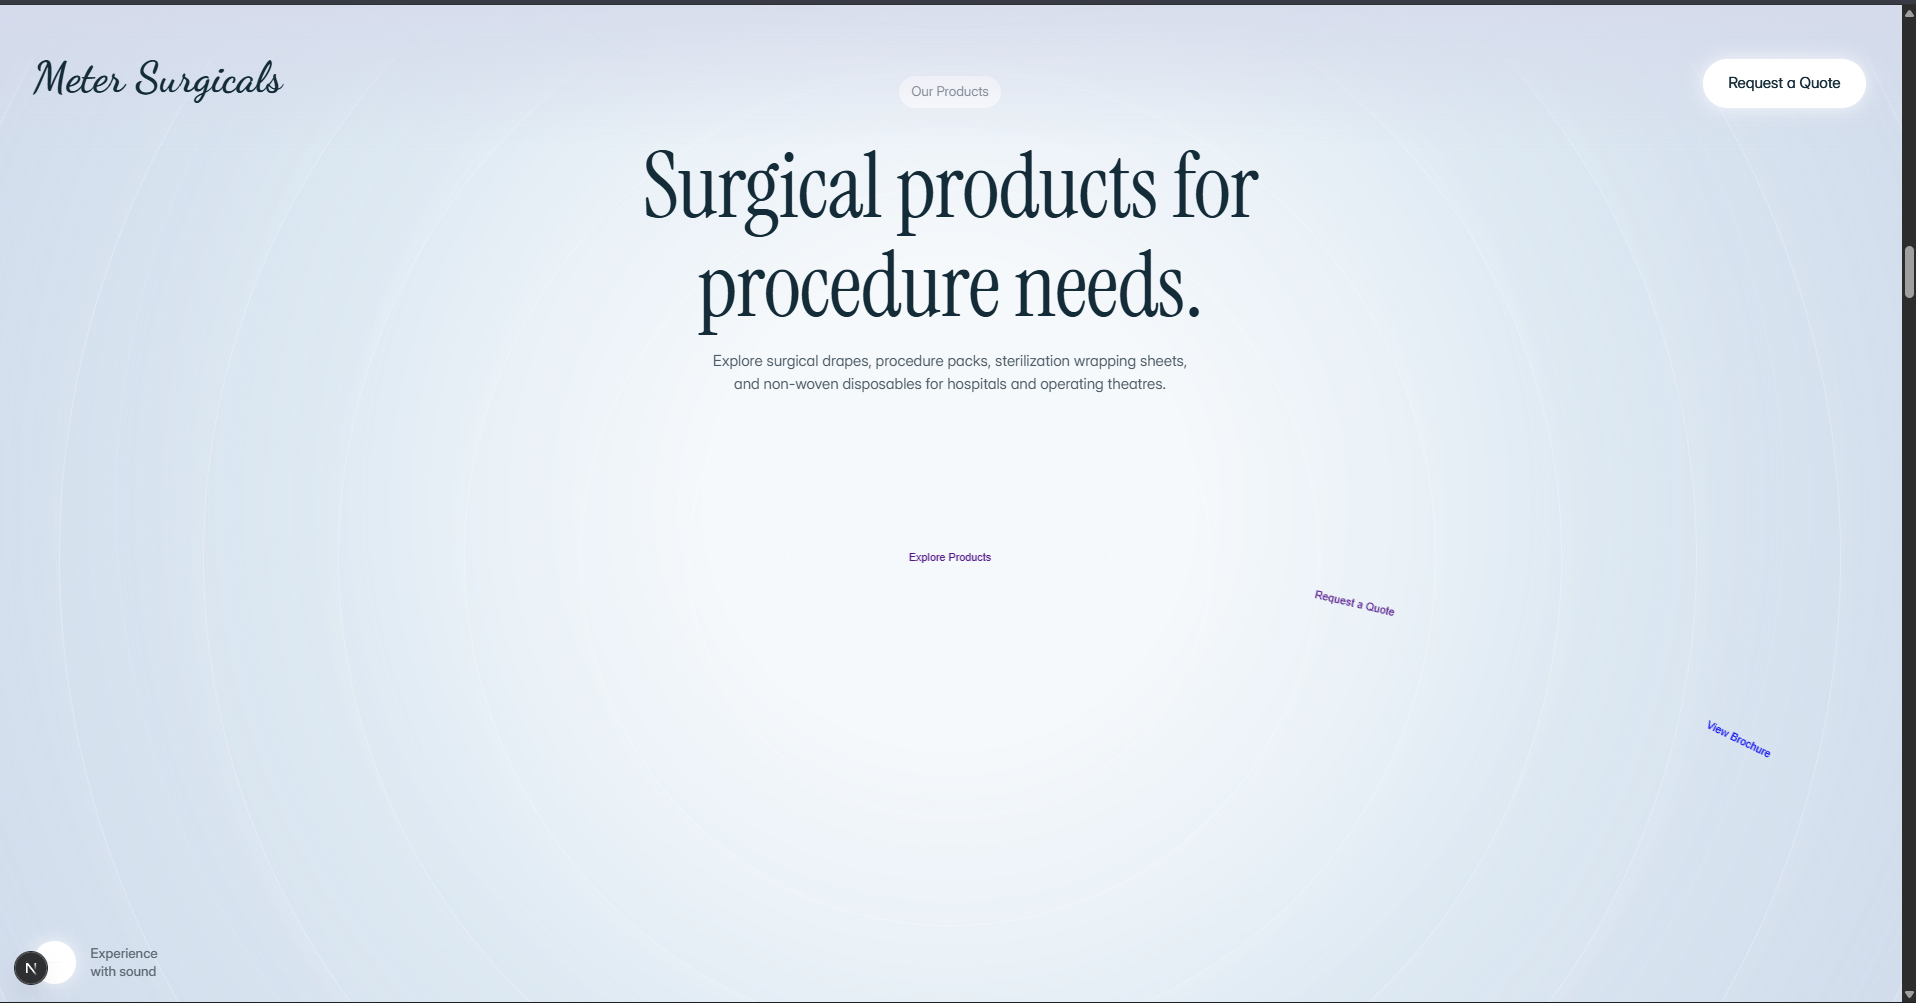 Meter Surgicals
Our Products
Request a Quote
Surgical products for
procedure needs.
Explore surgical drapes, procedure packs, sterilization wrapping sheets,
and non-woven disposables for hospitals and operating theatres.
Explore Products
Request a Quote
View Brochure
N
Experience
with sound